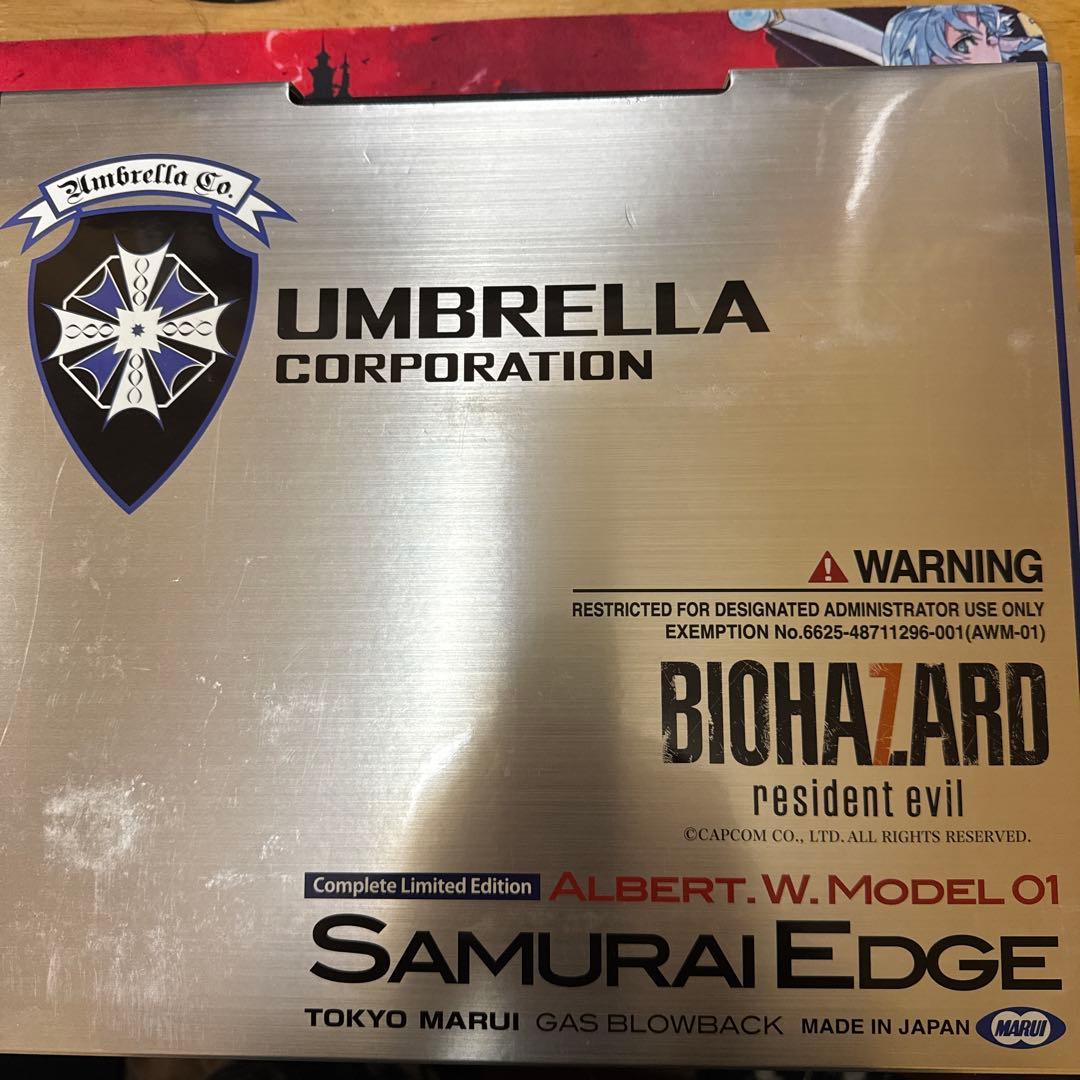 Umbrella Co.
UMBRELLA
CORPORATION
WARNING
RESTRICTED FOR DESIGNATED ADMINISTRATOR USE ONLY
EXEMPTION No.6625-48711296-001(AWM-01)
BIOHAZARD
resident evil
©CAPCOM CO., LTD. ALL RIGHTS RESERVED.
Complete Limited Edition ALBERT.W.MODEL 01
SAMURAI EDGE
TOKYO MARUI GAS BLOWBACK MADE IN JAPAN MARUI